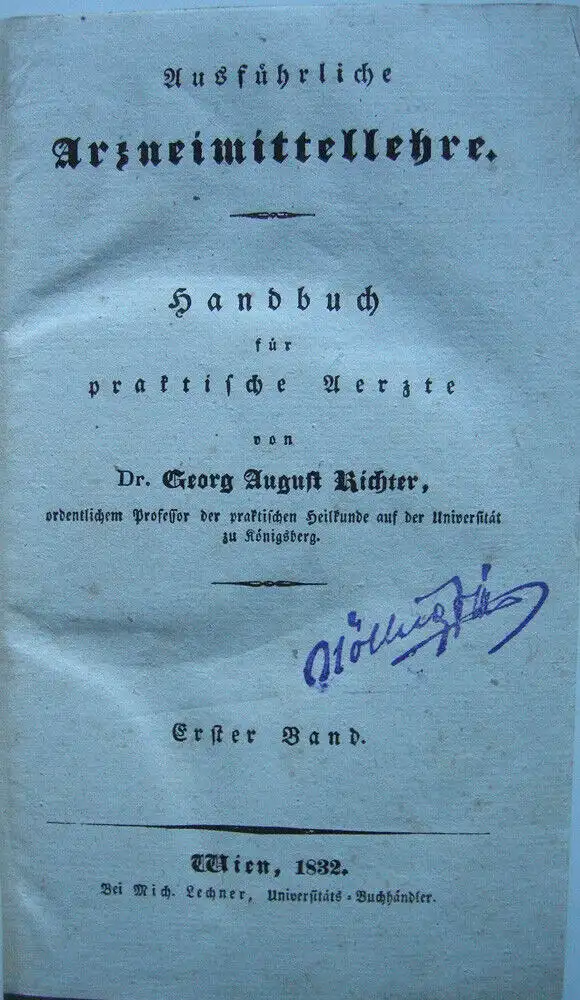 Ausführliche
Arzneimittellehre.
Handbuch
für
praktische Aerzte
von
Dr. Georg August Richter,
ordentlichem Professor der praktischen Heilkunde auf der Universität
zu Königsberg.
Erster Band.
Wien, 1832.
Bei Mich. Lechner, Universitäts-Buchhändler.